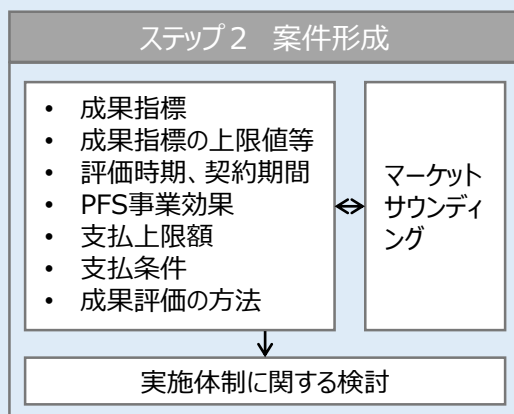 ステップ２　案件形成
• 成果指標
• 成果指標の上限値等
• 評価時期、契約期間
• PFS事業効果
• 支払上限額
• 支払条件
• 成果評価の方法
マーケット
サウンディ
ング
実施体制に関する検討